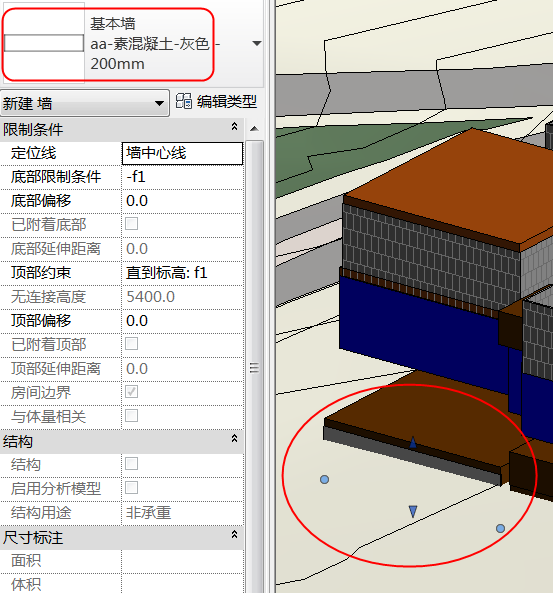 基本墙
aa-素混凝土-灰色 -
200mm
新建 墙
编辑类型
限制条件
定位线 墙中心线
底部限制条件 -f1
底部偏移 0.0
已附着底部
底部延伸距离 0.0
顶部约束 直到标高: f1
无连接高度 5400.0
顶部偏移 0.0
已附着顶部
顶部延伸距离 0.0
房间边界
与体量相关
结构
结构
启用分析模型
结构用途 非承重
尺寸标注
面积
体积